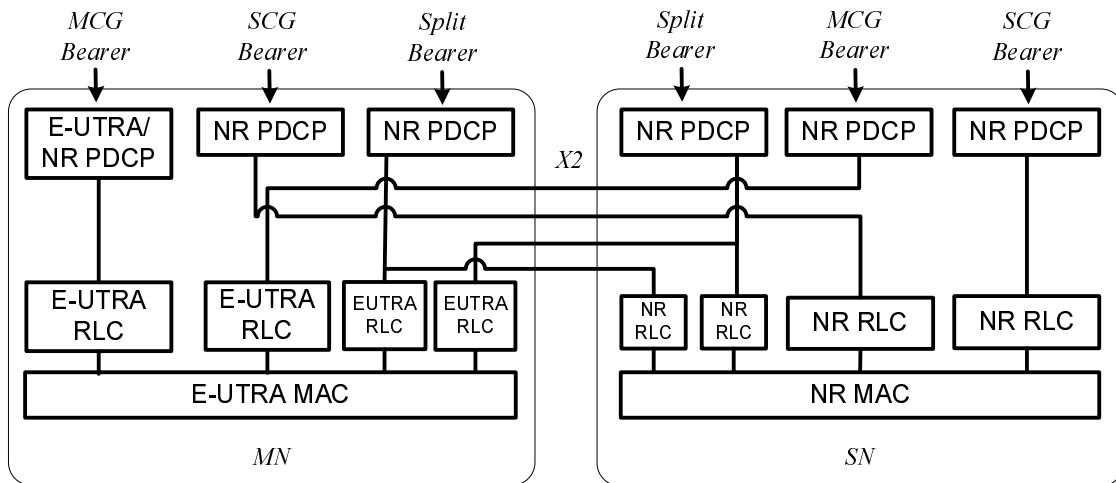 MCG
Bearer
SCG
Bearer
Split
Bearer
Split
Bearer
MCG
Bearer
SCG
Bearer
E-UTRA/
NR PDCP
NR PDCP
NR PDCP
X2
NR PDCP
NR PDCP
NR PDCP
E-UTRA
RLC
E-UTRA
RLC
EUTRA
RLC
EUTRA
RLC
NR
RLC
NR
RLC
NR RLC
NR RLC
E-UTRA MAC
NR MAC
MN
SN